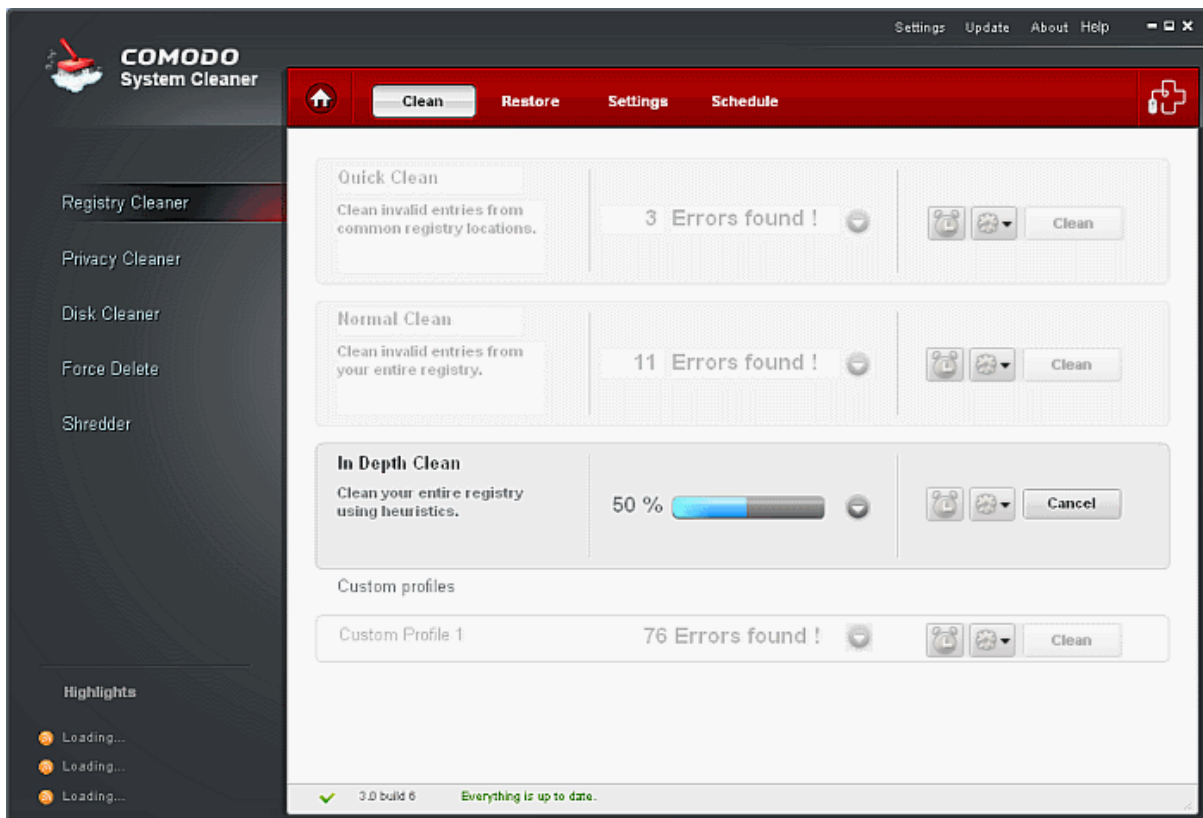 Settings Update About Help
COMODO
System Cleaner
Clean Restore Settings Schedule
Registry Cleaner
Privacy Cleaner
Disk Cleaner
Force Delete
Shredder
Quick Clean
Clean invalid entries from
common registry locations.
3 Errors found !
Clean
Normal Clean
Clean invalid entries from
your entire registry.
11 Errors found !
Clean
In Depth Clean
Clean your entire registry
using heuristics.
50 %
Cancel
Custom profiles
Custom Profile 1
76 Errors found !
Clean
Highlights
Loading...
Loading...
Loading...
3.0 build 6 Everything is up to date.